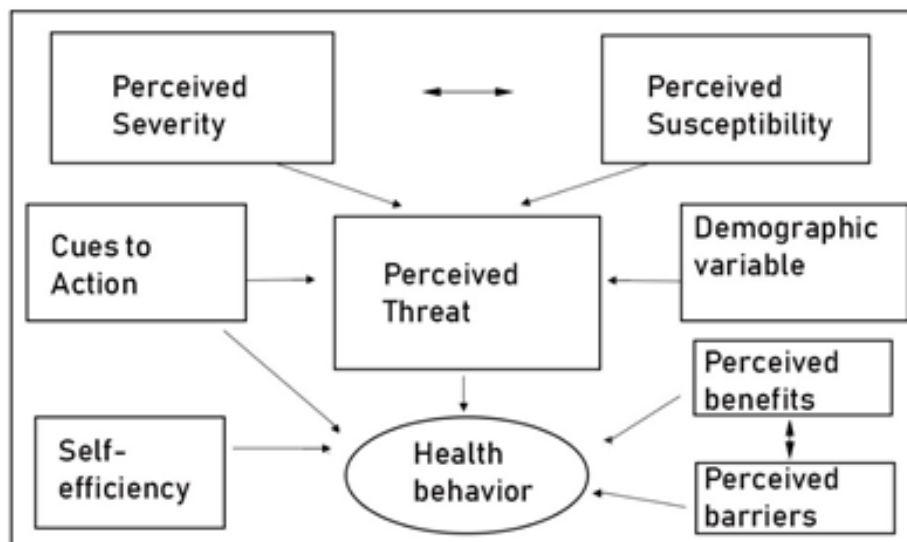 Perceived
Severity
Perceived
Susceptibility
Cues to
Action
Perceived
Threat
Demographic
variable
Perceived
benefits
Self-
efficiency
Health
behavior
Perceived
barriers